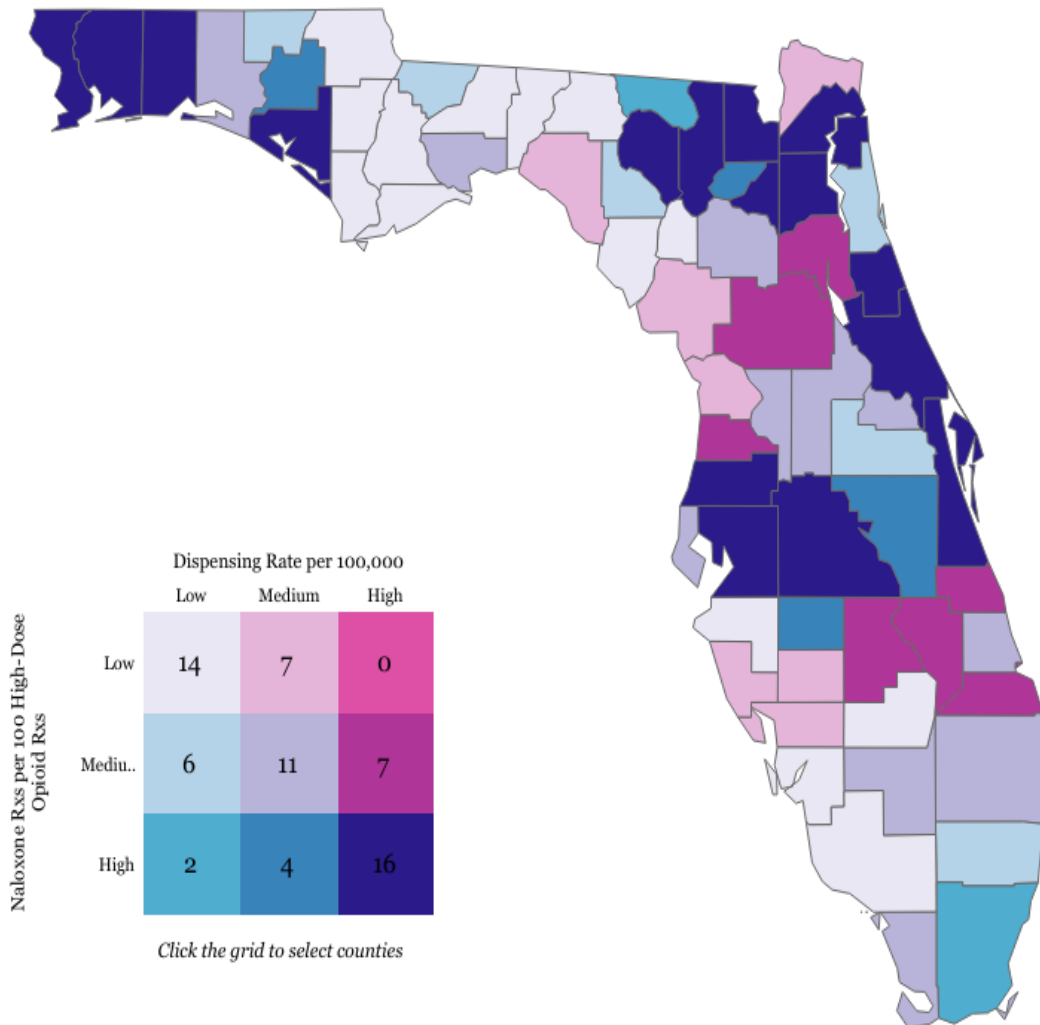 Dispensing Rate per 100,000
Low Medium High
Naloxone Rxs per 100 High-Dose
Opioid Rxs
Low 14 7 0
Mediu.. 6 11 7
High 2 4 16
Click the grid to select counties